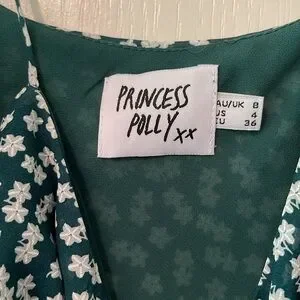 PRINCESS
POLLY xx
AU/UK 8
US 4
EU 36